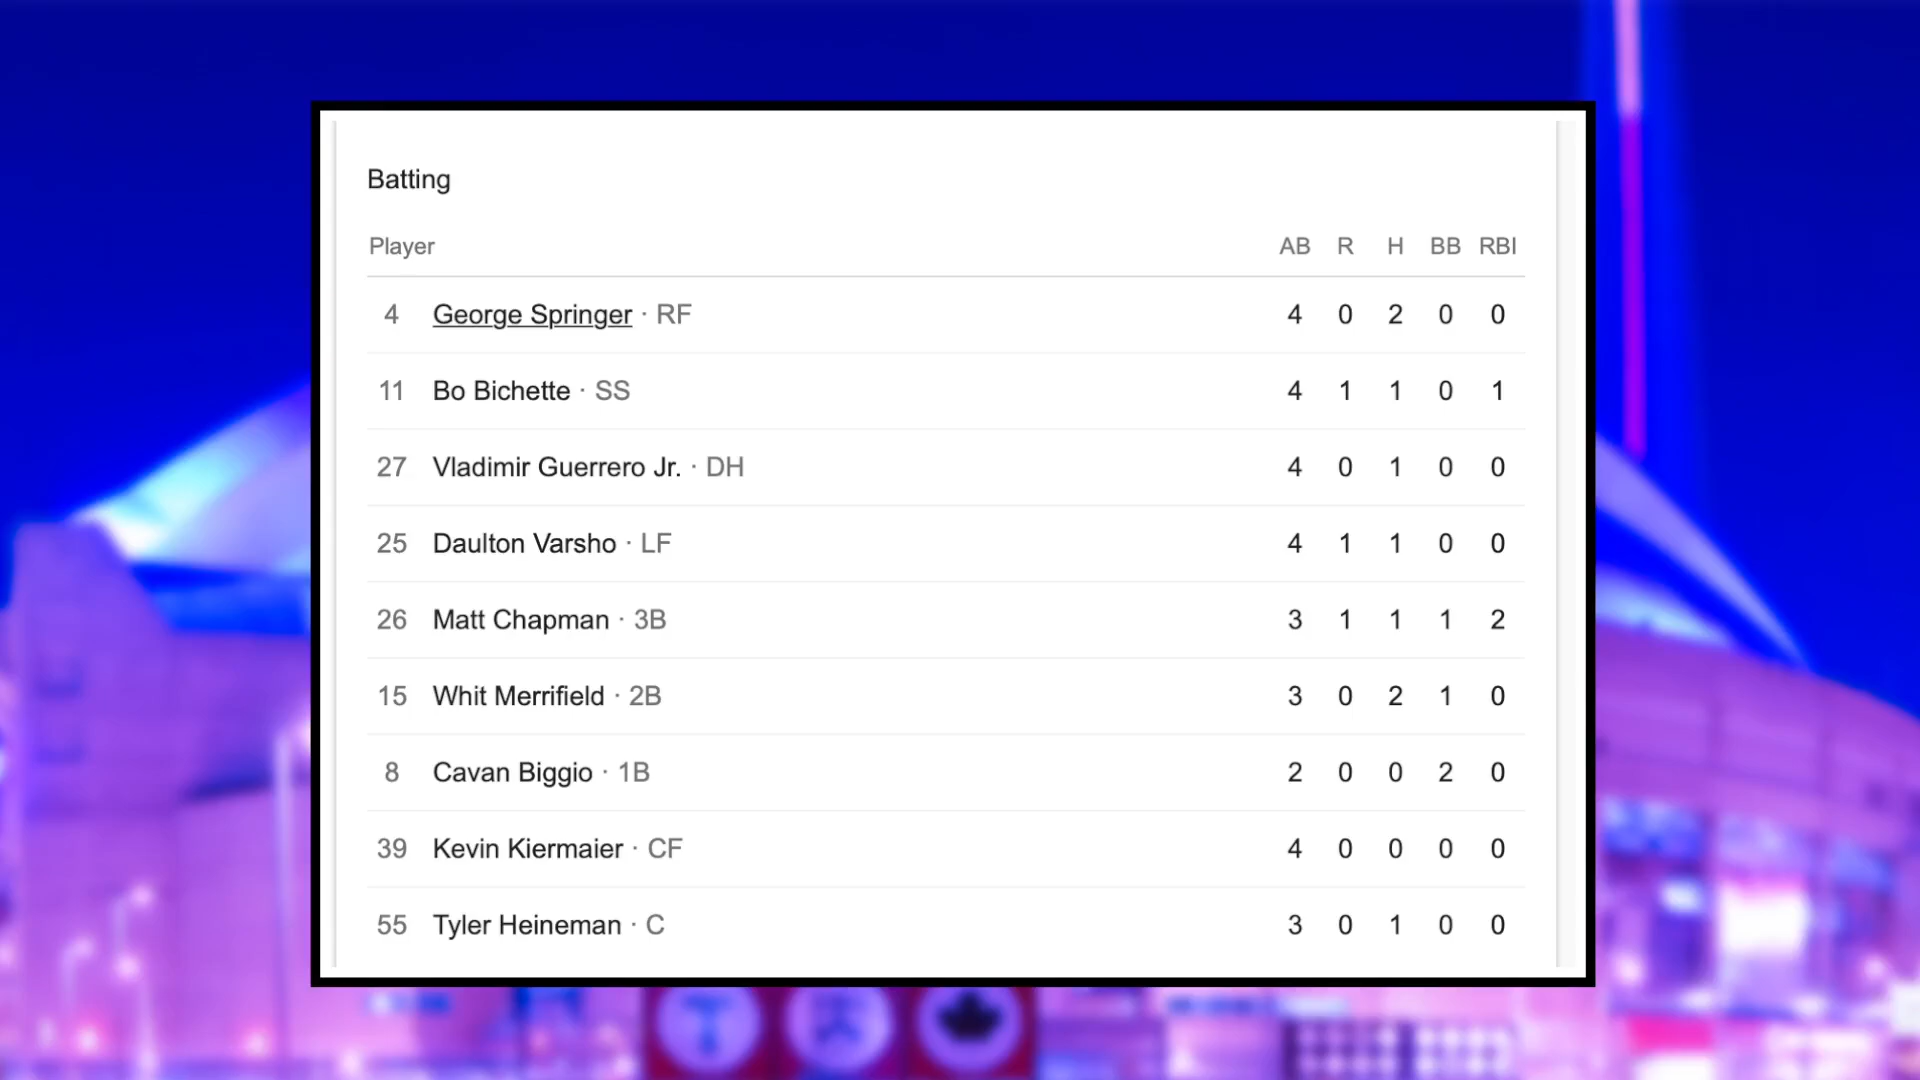 Batting
Player AB R H BB RBI
4 George Springer · RF 4 0 2 0 0
11 Bo Bichette · SS 4 1 1 0 1
27 Vladimir Guerrero Jr. · DH 4 0 1 0 0
25 Daulton Varsho · LF 4 1 1 0 0
26 Matt Chapman · 3B 3 1 1 1 2
15 Whit Merrifield · 2B 3 0 2 1 0
8 Cavan Biggio · 1B 2 0 0 2 0
39 Kevin Kiermaier · CF 4 0 0 0 0
55 Tyler Heineman · C 3 0 1 0 0